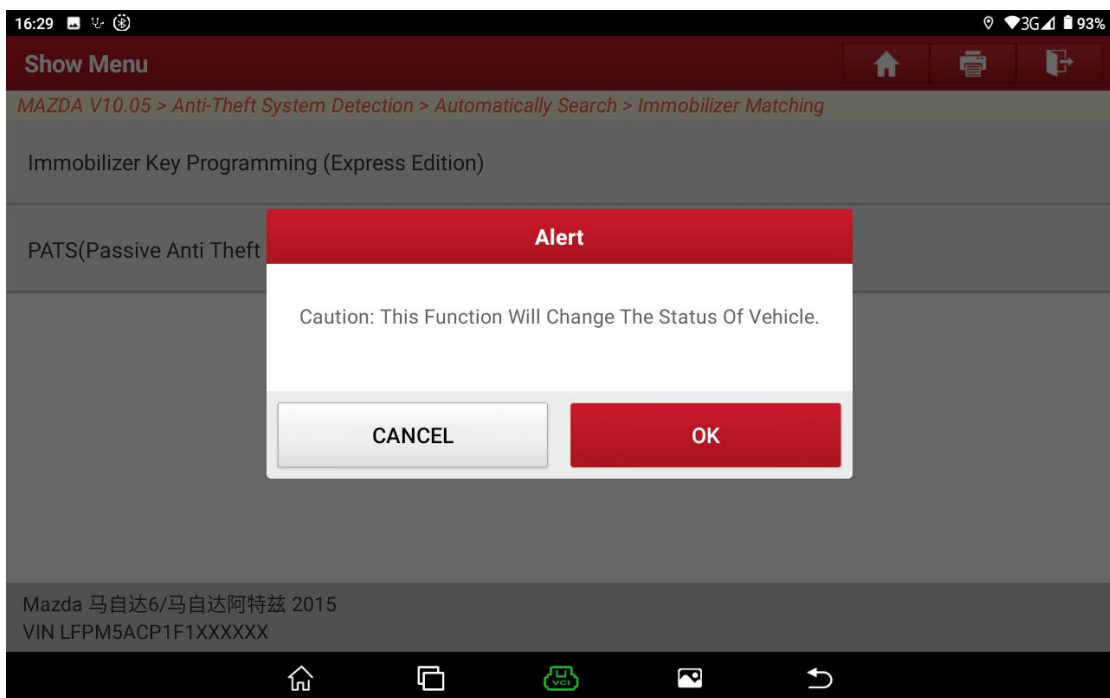 16:29
3G 93%
Show Menu
MAZDA V10.05 > Anti-Theft System Detection > Automatically Search > Immobilizer Matching
Immobilizer Key Programming (Express Edition)
PATS(Passive Anti Theft
Alert
Caution: This Function Will Change The Status Of Vehicle.
CANCEL
OK
Mazda 马自达6/马自达阿特兹 2015
VIN LFPM5ACP1F1XXXXXX
VCI